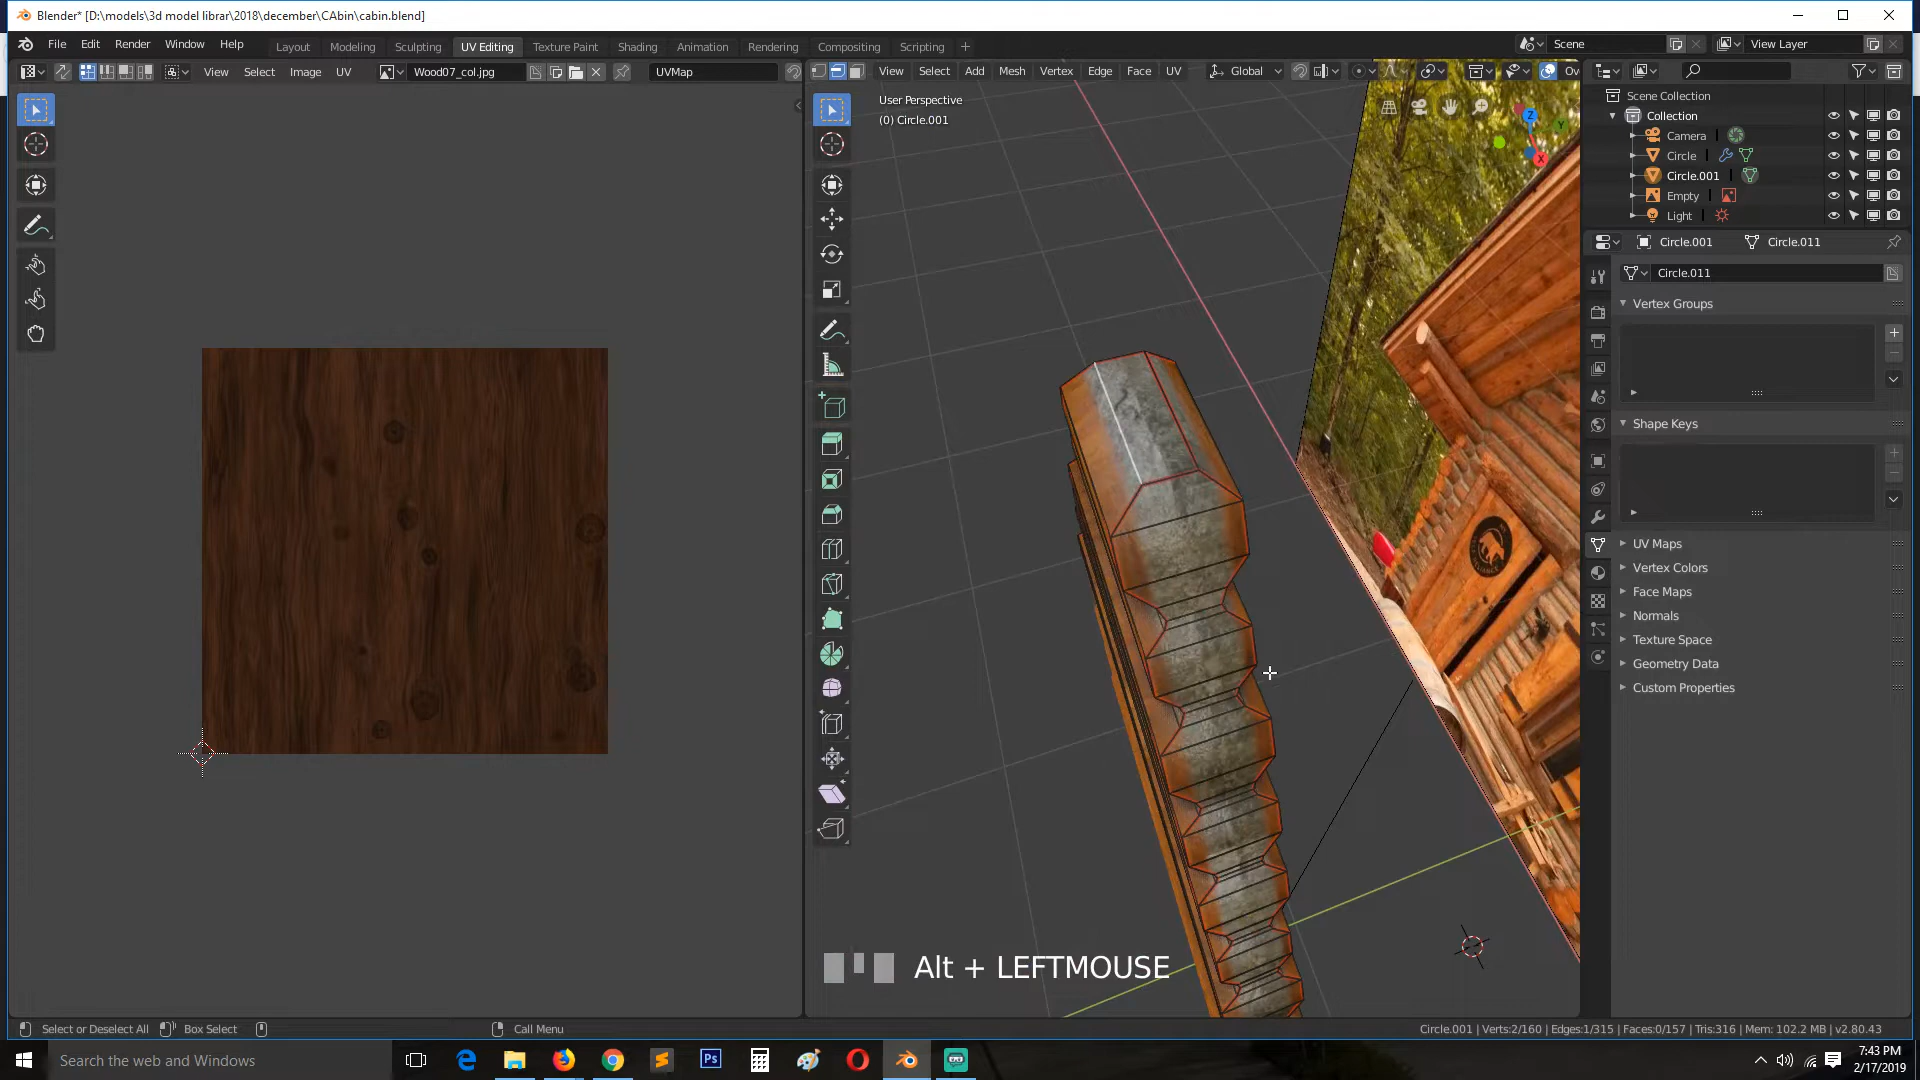 Blender* [D:\models\3d model librar\2018\december\CAbin\cabin.blend]
File Edit Render Window Help
Layout Modeling Sculpting UV Editing Texture Paint Shading Animation Rendering Compositing Scripting +
Scene
View Layer
View Select Image UV
Wood07_col.jpg
UVMap
View Select Add Mesh Vertex Edge Face UV
Global
Ov
User Perspective
(0) Circle.001
Z
Y
X
Scene Collection
Collection
Camera
Circle
Circle.001
Empty
Light
Circle.001
Circle.011
Circle.011
Vertex Groups
Shape Keys
UV Maps
Vertex Colors
Face Maps
Normals
Texture Space
Geometry Data
Custom Properties
Alt + LEFTMOUSE
Select or Deselect All
Box Select
Call Menu
Circle.001 | Verts:2/160 | Edges:1/315 | Faces:0/157 | Tris:316 | Mem: 102.2 MB | v2.80.43
Search the web and Windows
Ps
7:43 PM
2/17/2019